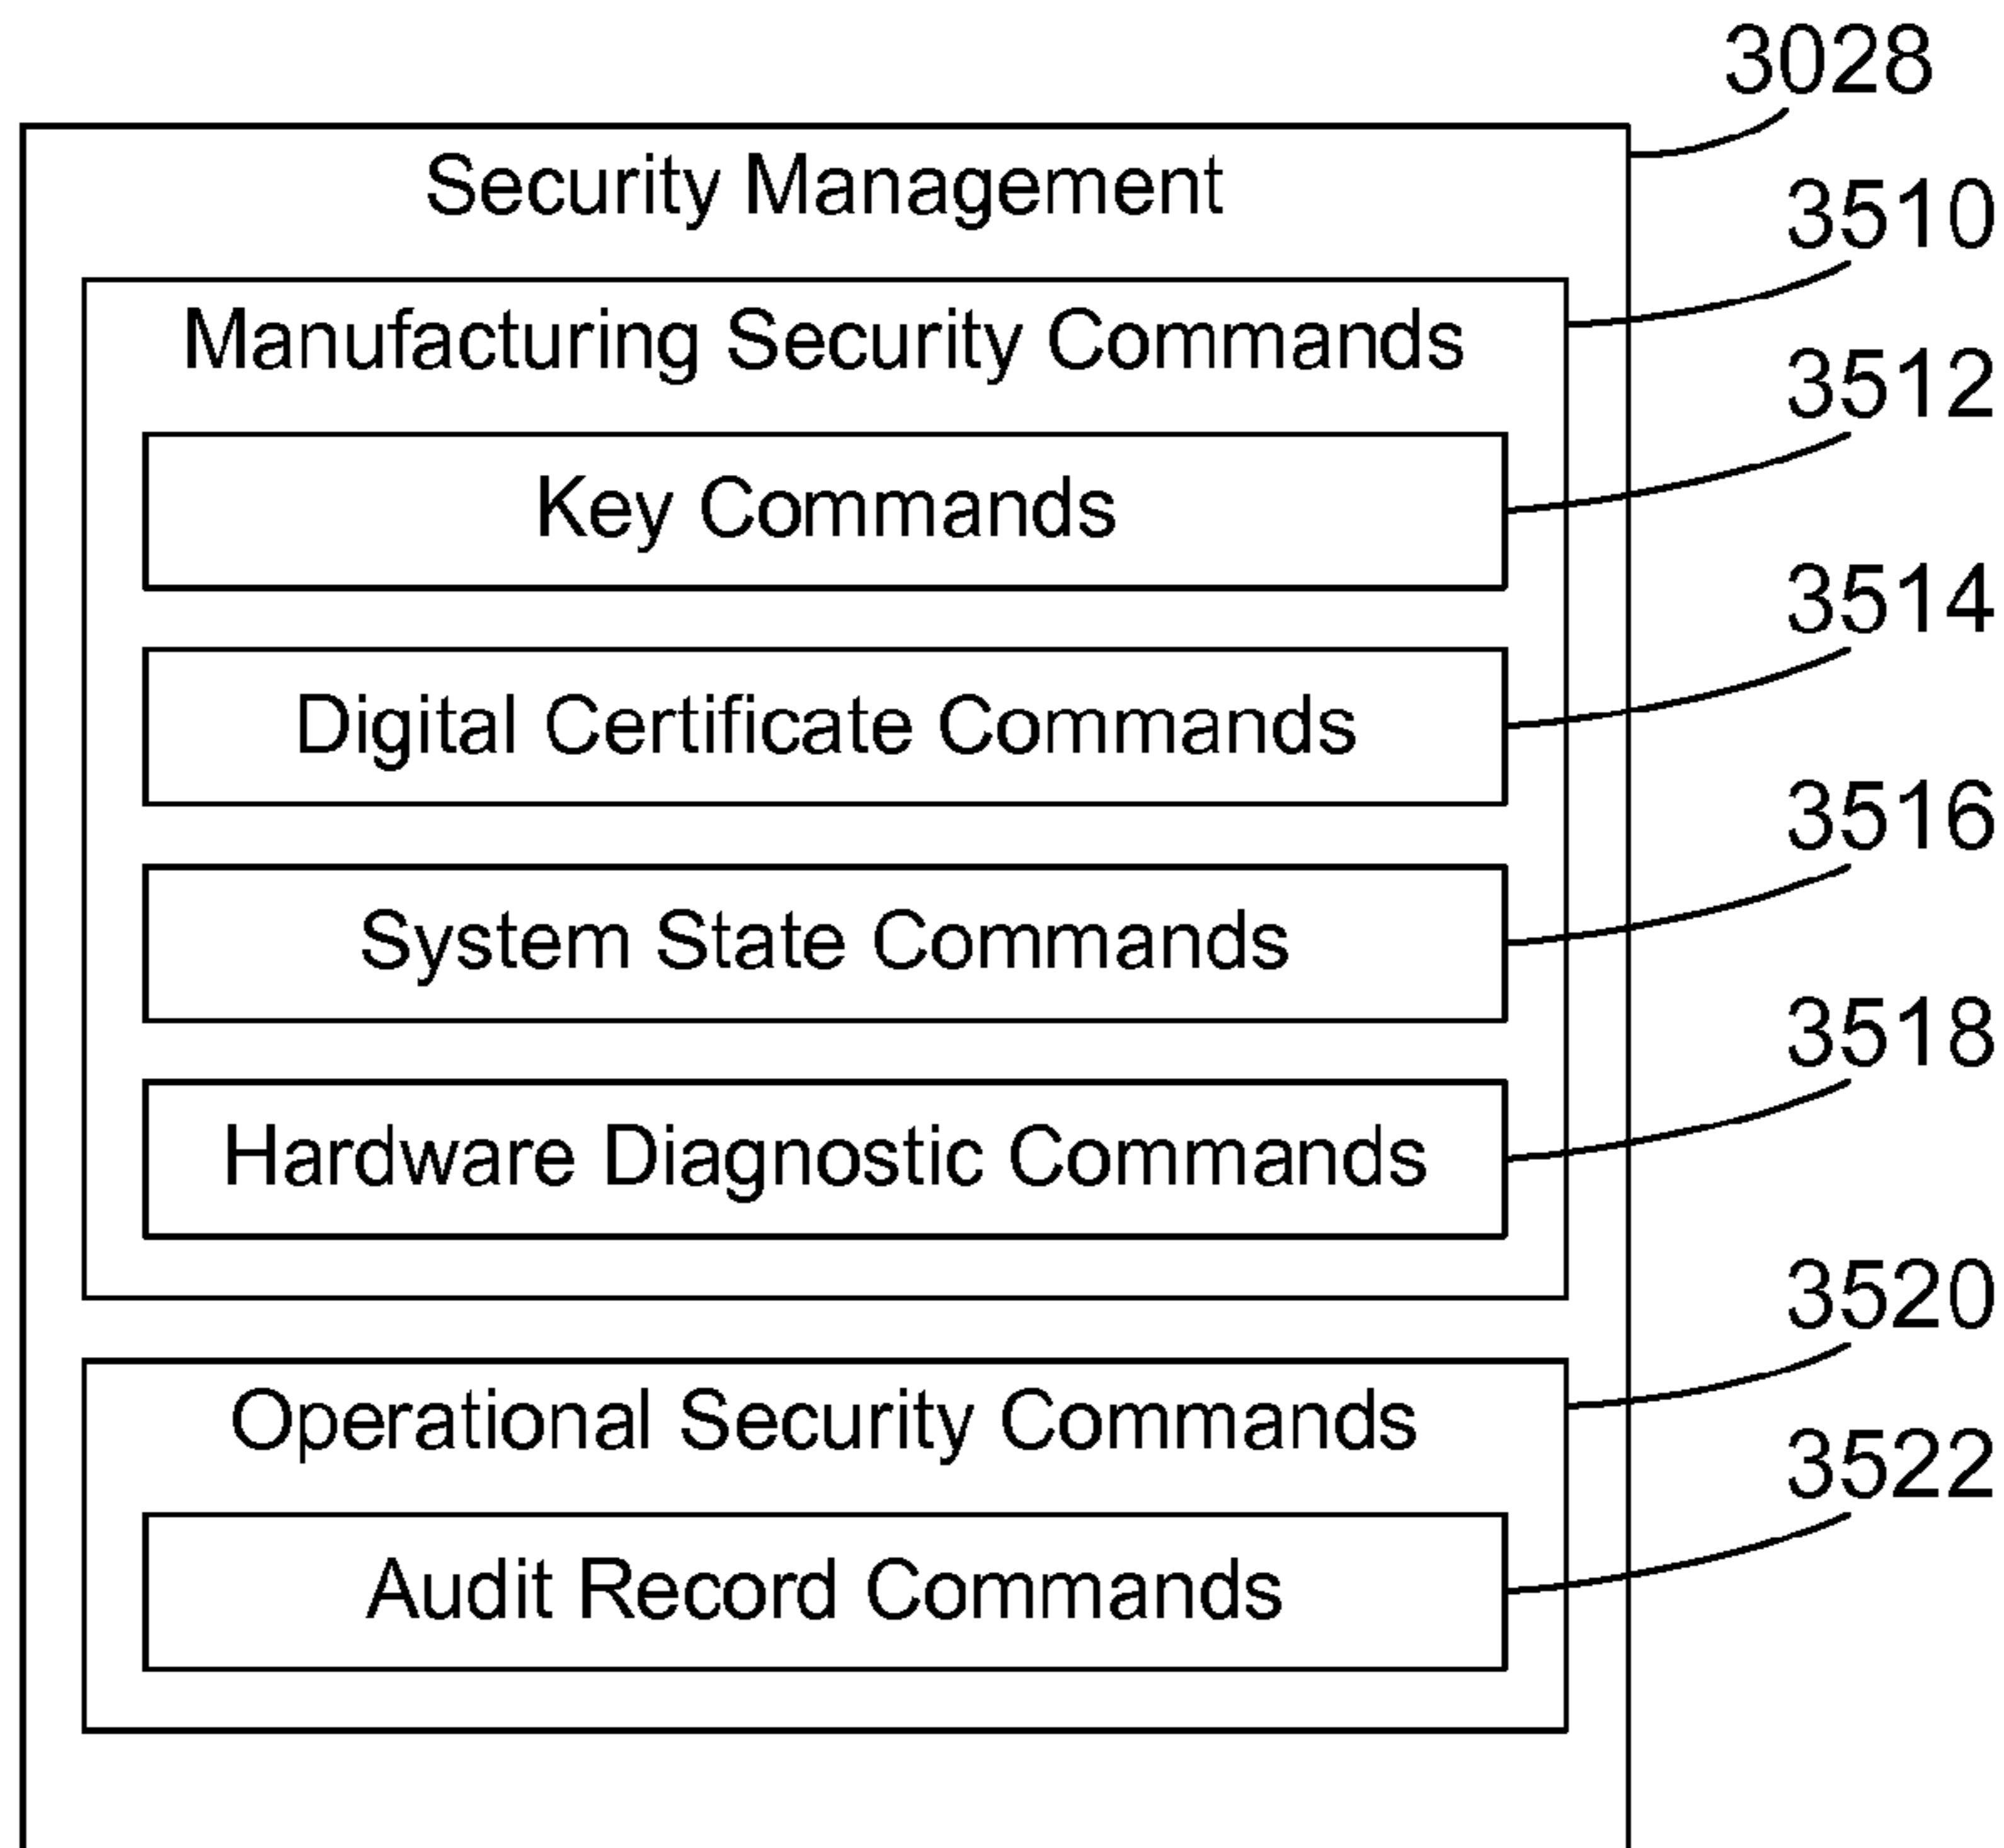 3028
Security Management
3510
Manufacturing Security Commands
3512
Key Commands
3514
Digital Certificate Commands
3516
System State Commands
3518
Hardware Diagnostic Commands
3520
Operational Security Commands
3522
Audit Record Commands